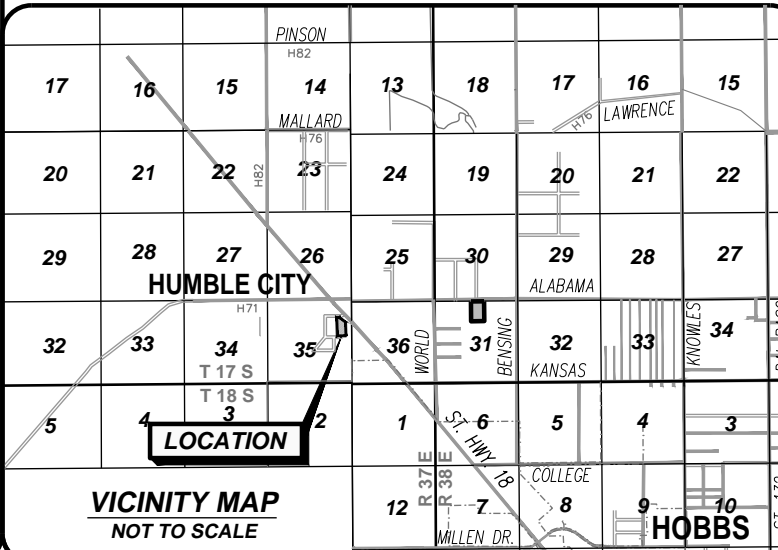 PINSON
H82
17 16 15 14 13 18 17 16 15
LAWRENCE
H76
MALLARD
H76
20 21 22 H82 23 24 19 20 21 22
29 28 27 26 25 30 29 28 27
HUMBLE CITY
ALABAMA
H71
32 33 34 35 36 WORLD 31 BENSING 32 33 KNOWLES 34
KANSAS
T 17 S
T 18 S
5 4 3 2 1 6 5 4 3
LOCATION
ST. HWY. 18
COLLEGE
R 37 E
R 38 E
12 7 8 9 10
VICINITY MAP
NOT TO SCALE
MILLEN DR.
HOBBS